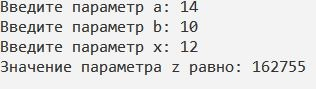 Введите параметр a: 14
Введите параметр b: 10
Введите параметр x: 12
Значение параметра z равно: 162755